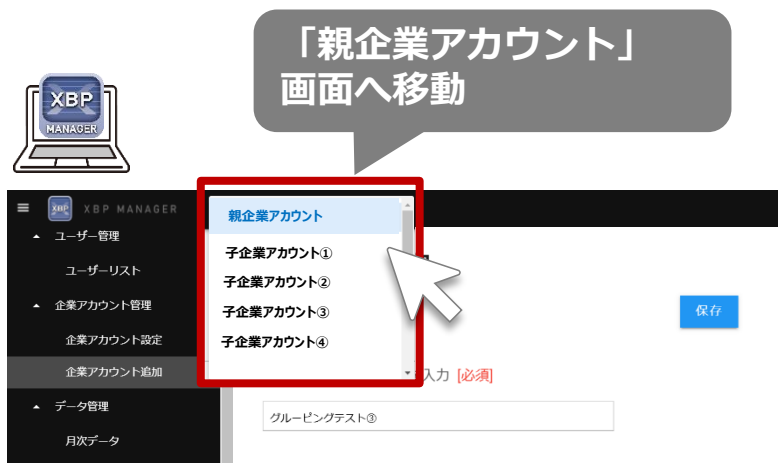 「親企業アカウント」
画面へ移動
XBP
MANAGER
XBP MANAGER
親企業アカウント
子企業アカウント①
子企業アカウント②
子企業アカウント③
子企業アカウント④
ユーザー管理
ユーザーリスト
企業アカウント管理
企業アカウント設定
企業アカウント追加
データ管理
月次データ
保存
入力 [必須]
グルーピングテスト③